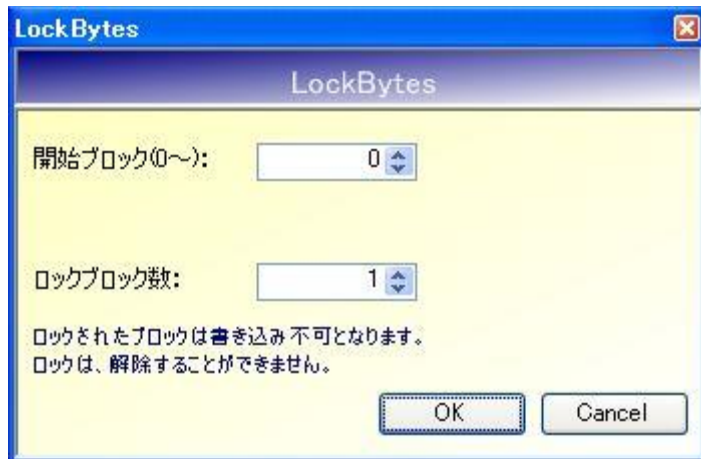 LockBytes
LockBytes
開始ブロック(0～):
0
ロックブロック数:
1
ロックされたブロックは書き込み不可となります。
ロックは、解除することができません。
OK
Cancel